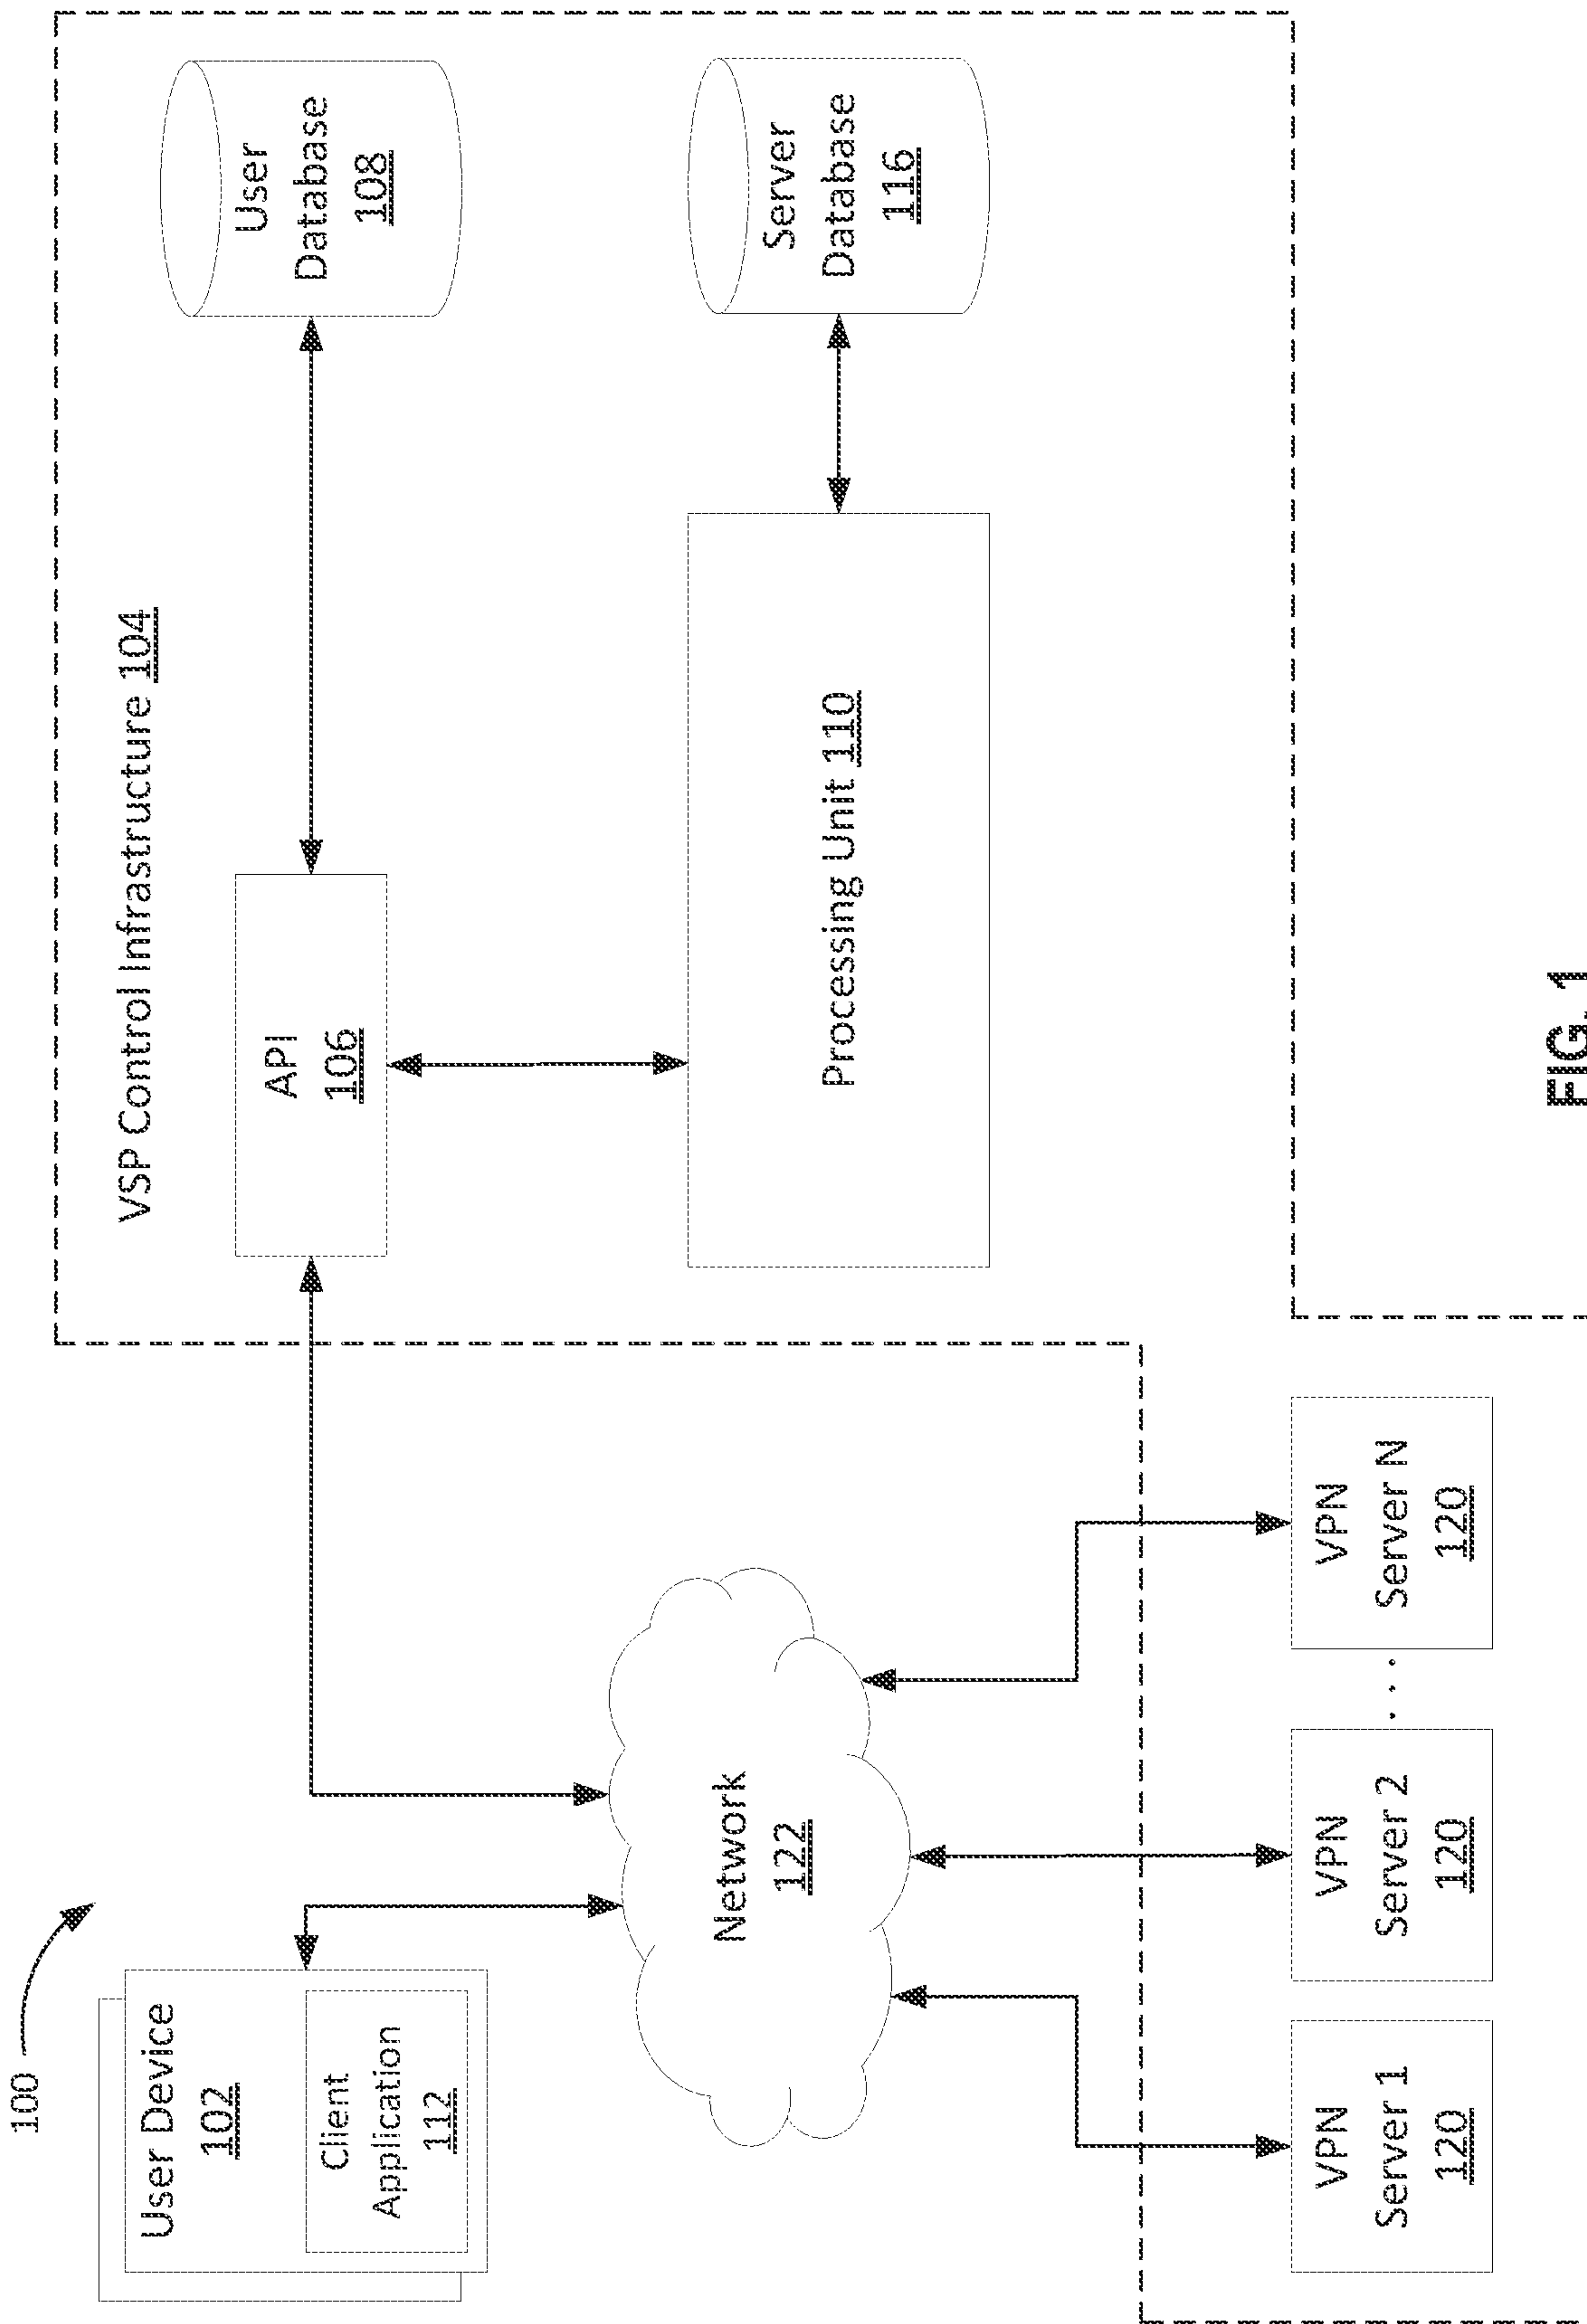 100
User Device
102
Client
Application
112
VSP Control Infrastructure 104
API
106
User
Database
108
Processing Unit 110
Server
Database
116
Network
122
VPN
Server 1
120
VPN
Server 2
120
...
VPN
Server N
120
FIG. 1